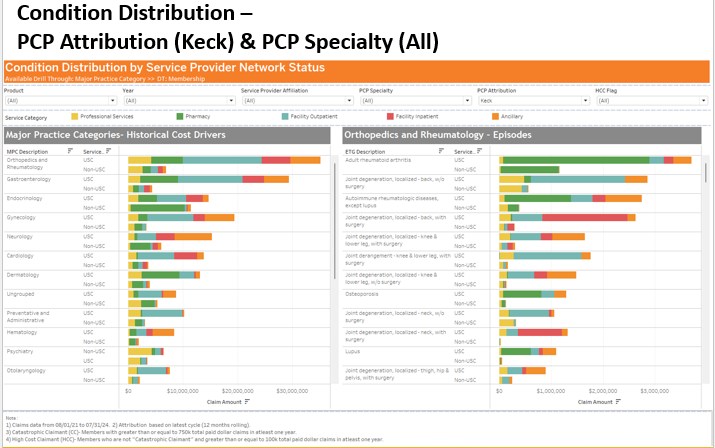 Condition Distribution –
PCP Attribution (Keck) & PCP Specialty (All)
Condition Distribution by Service Provider Network Status
Available Drill Through: Major Practice Category >> DT: Membership
Product Year Service Provider Affiliation PCP Specialty PCP Attribution HCC Flag
(All) (All) (All) (All) Keck (All)
Service Category Professional Services Pharmacy Facility Outpatient Facility Inpatient Ancillary
Major Practice Categories- Historical Cost Drivers
MPC Description Service..
Orthopedics and Rheumatology USC
Non-USC
Gastroenterology USC
Non-USC
Endocrinology USC
Non-USC
Gynecology USC
Non-USC
Neurology USC
Non-USC
Cardiology USC
Non-USC
Dermatology USC
Non-USC
Ungrouped USC
Non-USC
Preventative and Administrative USC
Non-USC
Hematology USC
Non-USC
Psychiatry USC
Non-USC
Otolaryngology USC
Non-USC
$0 $10,000,000 $20,000,000 $30,000,000
Claim Amount
Orthopedics and Rheumatology - Episodes
ETG Description Service..
Adult rheumatoid arthritis USC
Non-USC
Joint degeneration, localized - back, w/o surgery USC
Non-USC
Autoimmune rheumatologic diseases, except lupus USC
Non-USC
Joint degeneration, localized - back, with surgery USC
Non-USC
Joint degeneration, localized - knee & lower leg, with surgery USC
Non-USC
Joint derangement - knee & lower leg, with surgery USC
Non-USC
Joint degeneration, localized - knee & lower leg, w/o surgery USC
Non-USC
Osteoporosis USC
Non-USC
Joint degeneration, localized - neck, w/o surgery USC
Non-USC
Joint degeneration, localized - neck, with surgery USC
Non-USC
Lupus USC
Non-USC
Joint degeneration, localized - thigh, hip & pelvis, with surgery USC
Non-USC
$0 $1,000,000 $2,000,000 $3,000,000
Claim Amount
Note :
1) Claims data from 08/01/21 to 07/31/24. 2) Attribution based on latest cycle (12 months rolling).
3) Catastrophic Claimant (CC)- Members with greater than or equal to 750k total paid dollar claims in atleast one year.
4) High Cost Claimant (HCC)- Members who are not "Catastrophic Claimant" and greater than or equal to 100k total paid dollar claims in atleast one year.